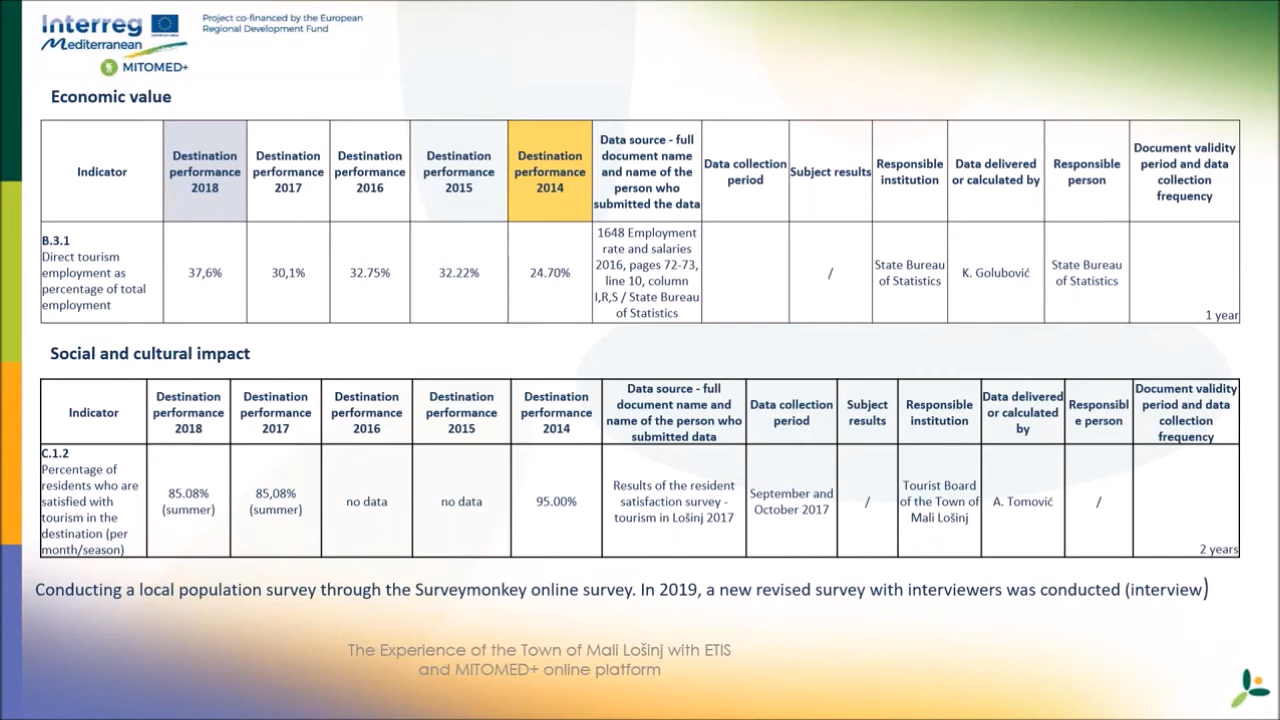 Interreg
Mediterranean
MITOMED+
Project co-financed by the European
Regional Development Fund
Economic value
Indicator
Destination
performance
2018
Destination
performance
2017
Destination
performance
2016
Destination
performance
2015
Destination
performance
2014
Data source - full
document name
and name of the
person who
submitted the data
Data collection
period
Subject results
Responsible
institution
Data delivered
or calculated by
Responsible
person
Document validity
period and data
collection
frequency
B.3.1
Direct tourism
employment as
percentage of total
employment
37,6%
30,1%
32.75%
32.22%
24.70%
1648 Employment
rate and salaries
2016, pages 72-73,
line 10, column
I,R,S / State Bureau
of Statistics
/
State Bureau
of Statistics
K. Golubović
State Bureau
of Statistics
1 year
Social and cultural impact
Indicator
Destination
performance
2018
Destination
performance
2017
Destination
performance
2016
Destination
performance
2015
Destination
performance
2014
Data source - full
document name and
name of the person who
submitted data
Data collection
period
Subject
results
Responsible
institution
Data delivered
or calculated
by
Responsibl
e person
Document validity
period and data
collection
frequency
C.1.2
Percentage of
residents who are
satisfied with
tourism in the
destination (per
month/season)
85.08%
(summer)
85,08%
(summer)
no data
no data
95.00%
Results of the resident
satisfaction survey -
tourism in Lošinj 2017
September and
October 2017
/
Tourist Board
of the Town of
Mali Lošinj
A. Tomović
/
2 years
Conducting a local population survey through the Surveymonkey online survey. In 2019, a new revised survey with interviewers was conducted (interview)
The Experience of the Town of Mali Lošinj with ETIS
and MITOMED+ online platform